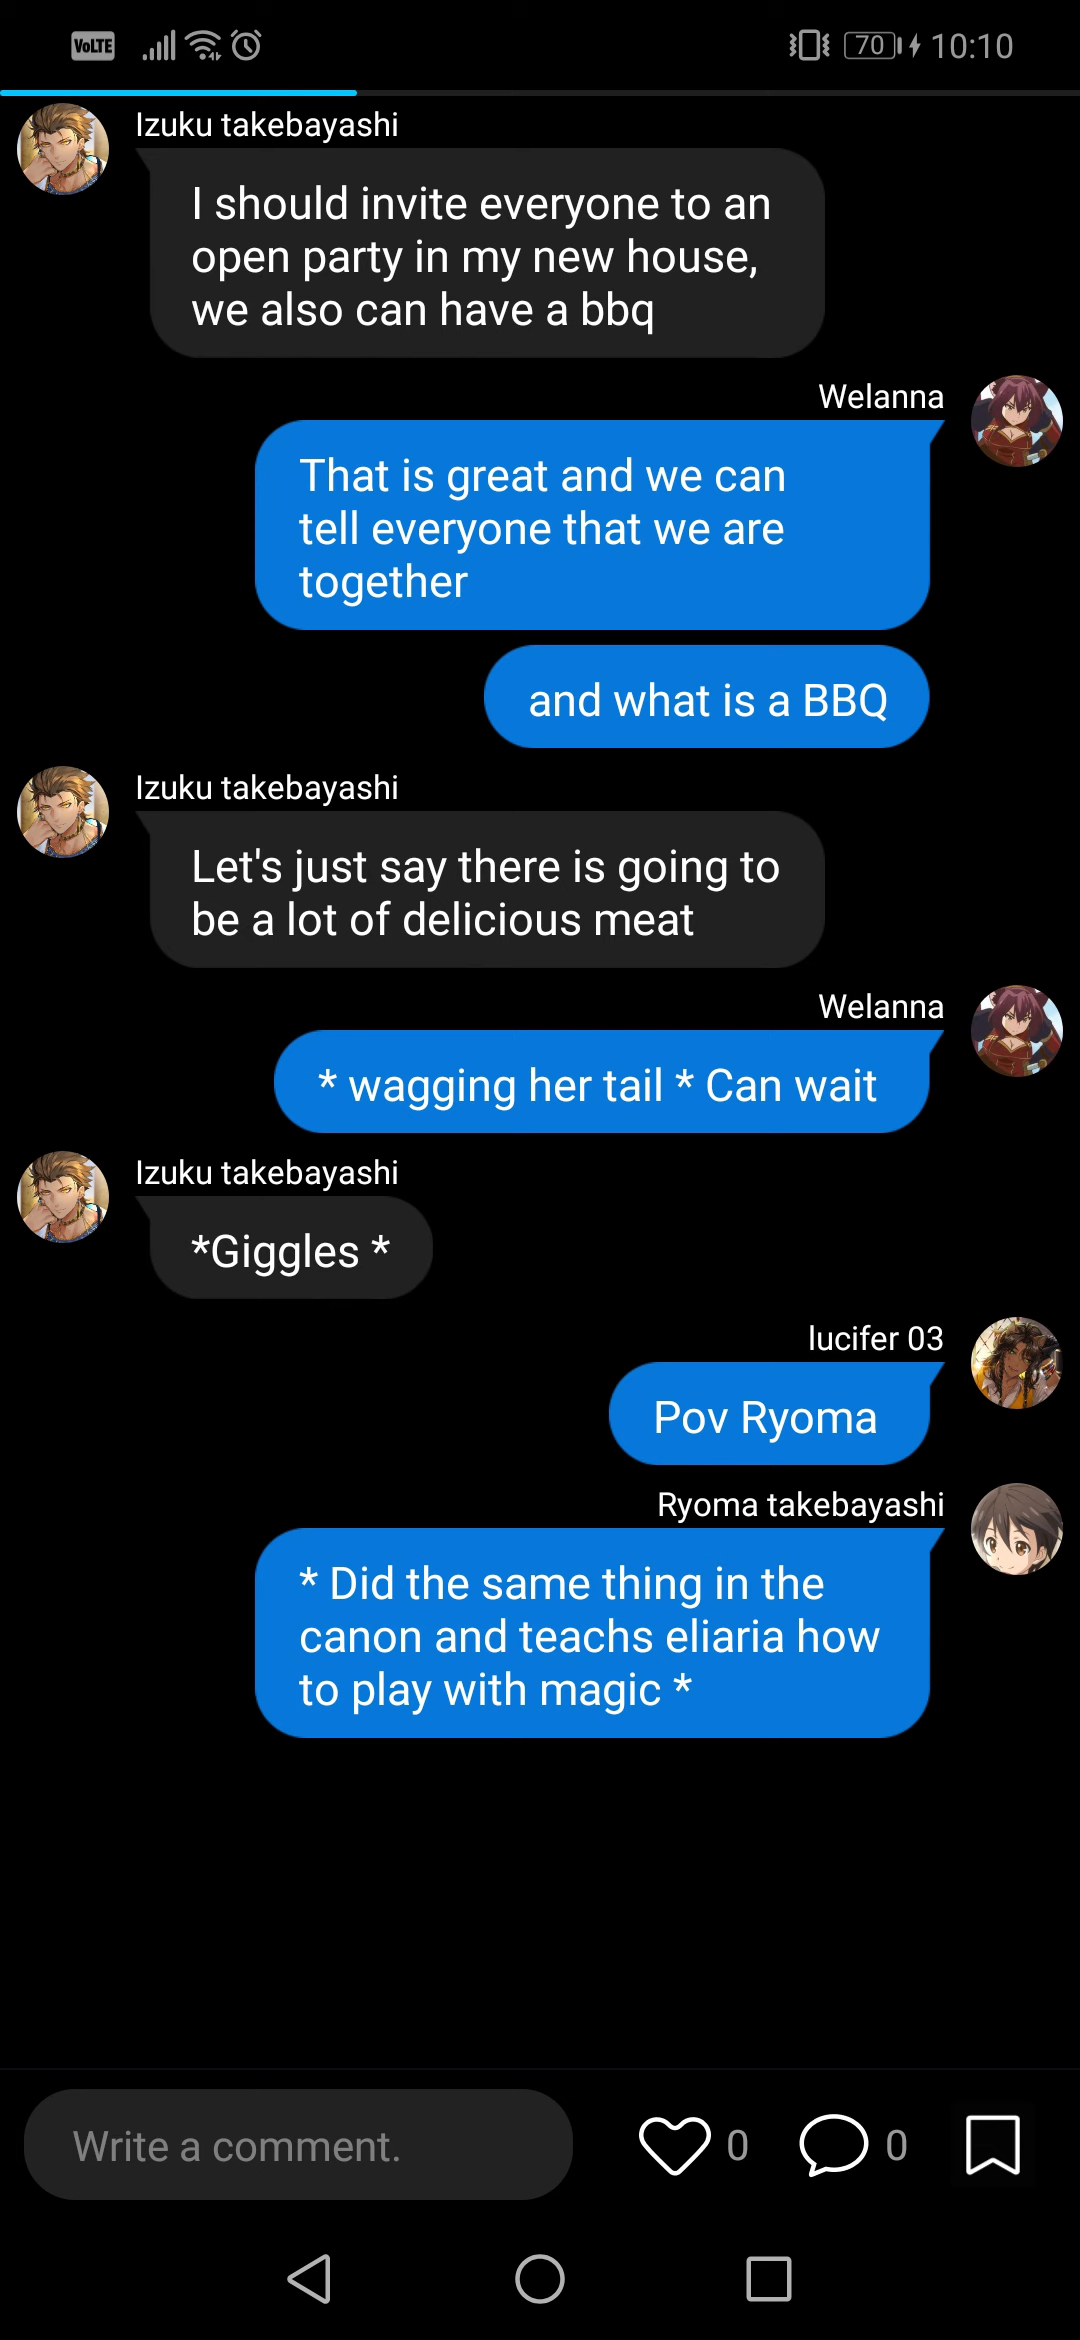 VoLTE
70
10:10
Izuku takebayashi
I should invite everyone to an
open party in my new house,
we also can have a bbq
Welanna
That is great and we can
tell everyone that we are
together
and what is a BBQ
Izuku takebayashi
Let's just say there is going to
be a lot of delicious meat
Welanna
* wagging her tail * Can wait
Izuku takebayashi
*Giggles *
lucifer 03
Pov Ryoma
Ryoma takebayashi
* Did the same thing in the
canon and teachs eliaria how
to play with magic *
Write a comment.
0
0